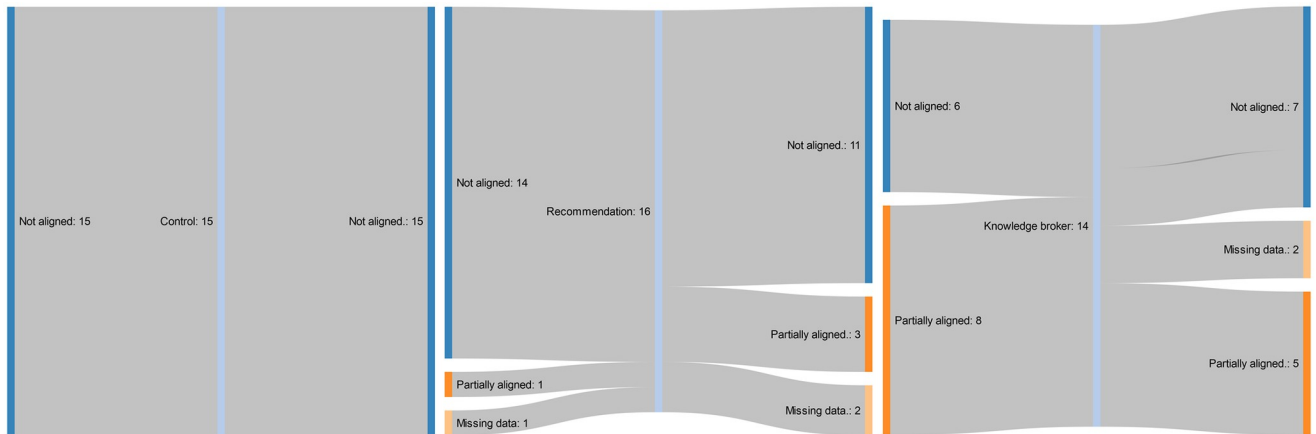 Not aligned: 15
Control: 15
Not aligned.: 15
Not aligned: 14
Partially aligned: 1
Missing data: 1
Recommendation: 16
Not aligned.: 11
Partially aligned.: 3
Missing data.: 2
Not aligned: 6
Partially aligned: 8
Knowledge broker: 14
Not aligned.: 7
Missing data.: 2
Partially aligned.: 5